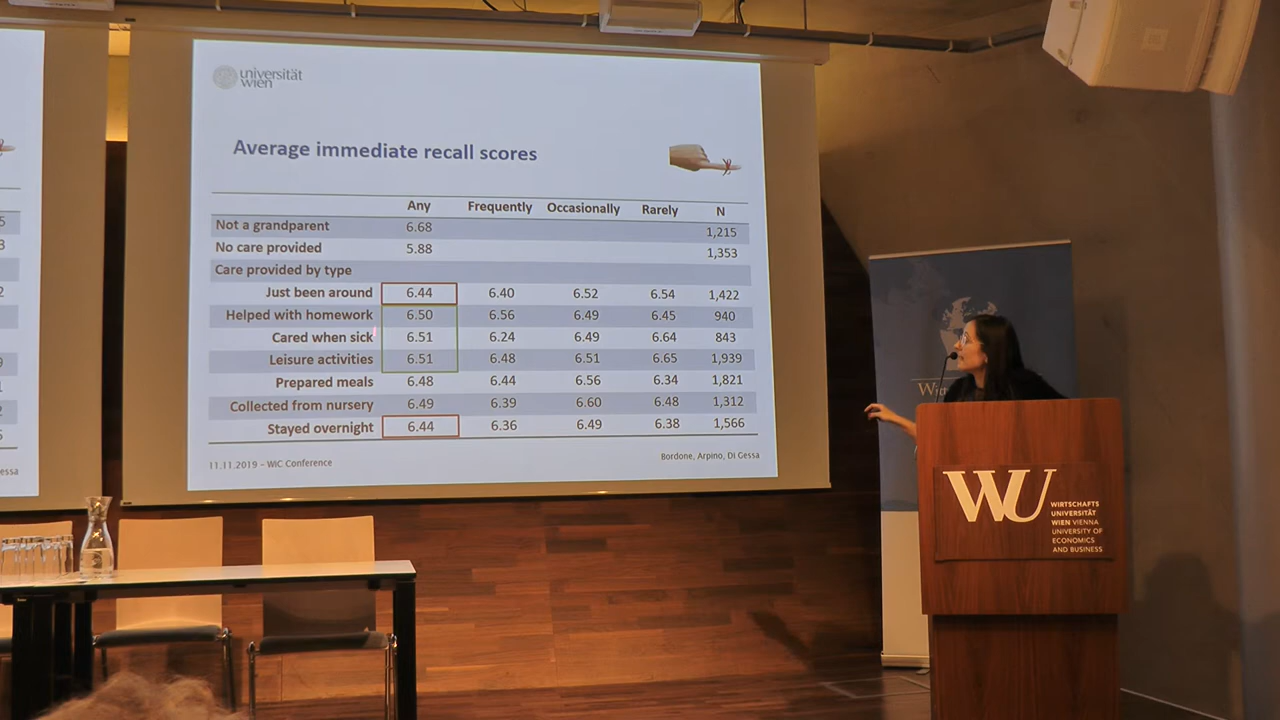 universität
wien
Average immediate recall scores
Any Frequently Occasionally Rarely N
Not a grandparent 6.68 1,215
No care provided 5.88 1,353
Care provided by type
Just been around 6.44 6.40 6.52 6.54 1,422
Helped with homework 6.50 6.56 6.49 6.45 940
Cared when sick 6.51 6.24 6.49 6.64 843
Leisure activities 6.51 6.48 6.51 6.65 1,939
Prepared meals 6.48 6.44 6.56 6.34 1,821
Collected from nursery 6.49 6.39 6.60 6.48 1,312
Stayed overnight 6.44 6.36 6.49 6.38 1,566
11.11.2019 – WiC Conference
Bordone, Arpino, Di Gessa
WU
WIRTSCHAFTS
UNIVERSITÄT
WIEN VIENNA
UNIVERSITY OF
ECONOMICS
AND BUSINESS